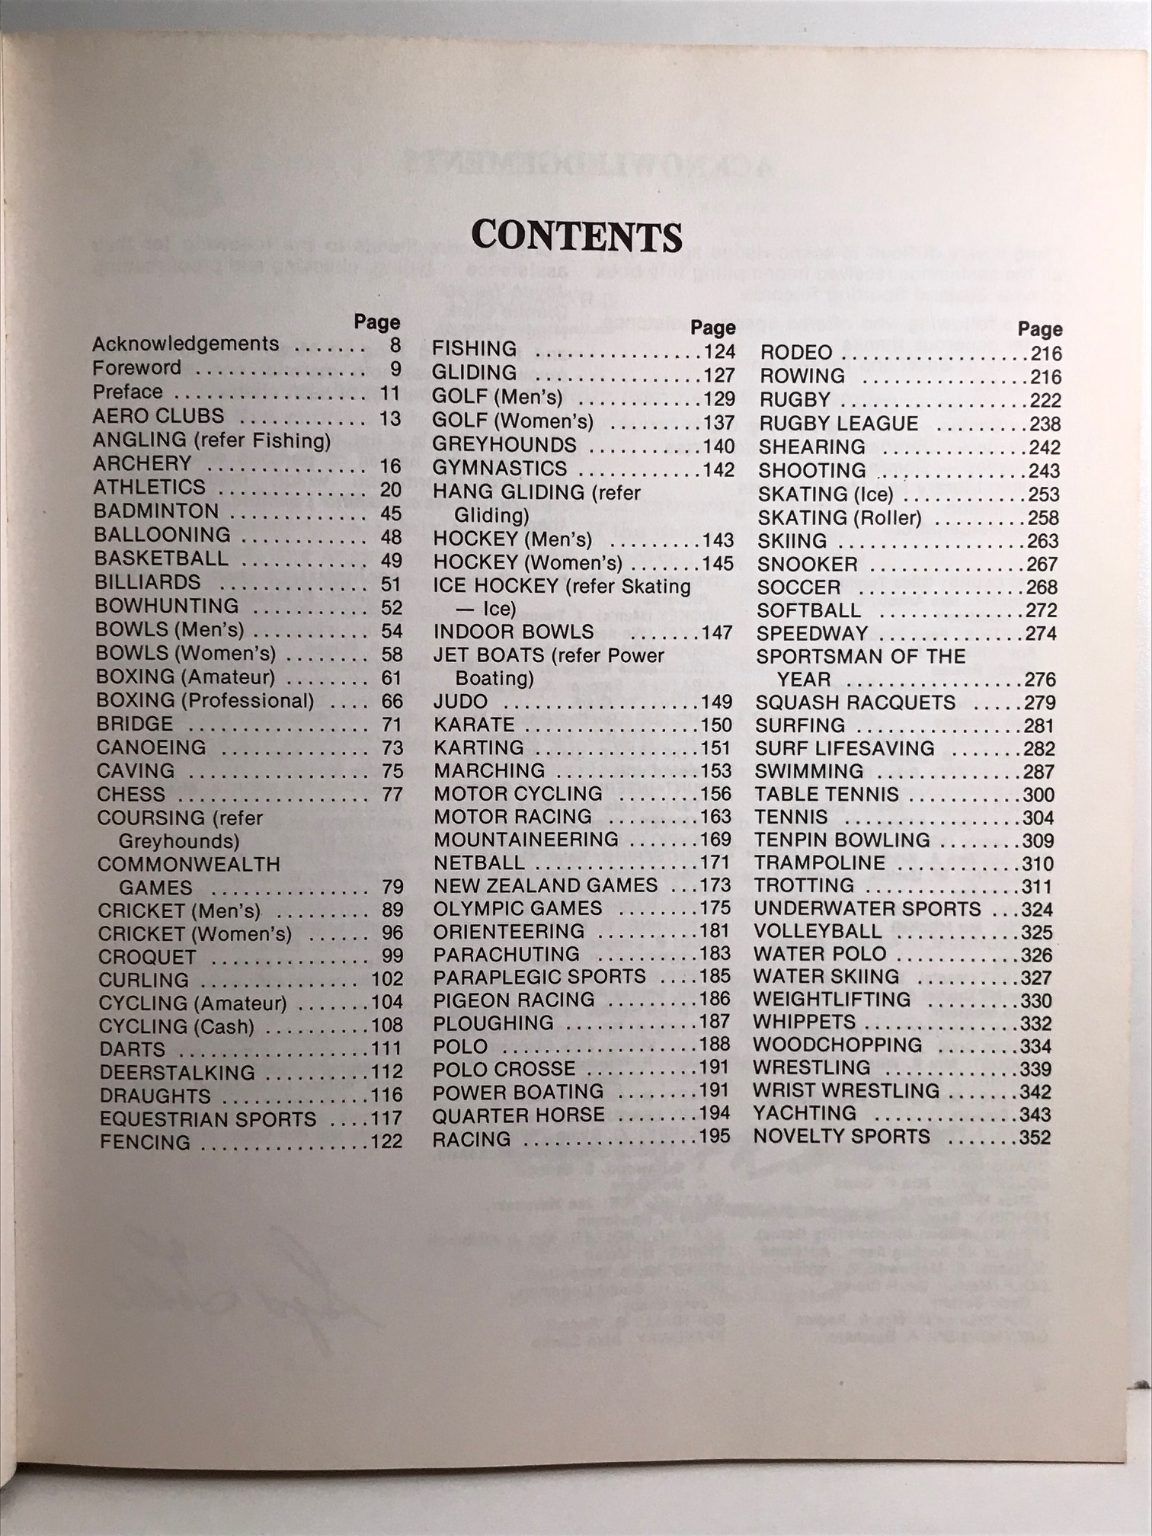 CONTENTS
Page
Acknowledgements ....... 8
Foreword ................ 9
Preface .................. 11
AERO CLUBS ............ 13
ANGLING (refer Fishing)
ARCHERY ............... 16
ATHLETICS .............. 20
BADMINTON ............. 45
BALLOONING ............ 48
BASKETBALL ............ 49
BILLIARDS .............. 51
BOWHUNTING ........... 52
BOWLS (Men's) ........... 54
BOWLS (Women's) ........ 58
BOXING (Amateur) ........ 61
BOXING (Professional) .... 66
BRIDGE ................. 71
CANOEING .............. 73
CAVING ................. 75
CHESS .................. 77
COURSING (refer
Greyhounds)
COMMONWEALTH
GAMES ............... 79
CRICKET (Men's) ......... 89
CRICKET (Women's) ...... 96
CROQUET ............... 99
CURLING ............... 102
CYCLING (Amateur) ....... 104
CYCLING (Cash) .......... 108
DARTS .................. 111
DEERSTALKING .......... 112
DRAUGHTS .............. 116
EQUESTRIAN SPORTS .... 117
FENCING ................ 122
Page
FISHING ................ 124
GLIDING ................ 127
GOLF (Men's) ............ 129
GOLF (Women's) ......... 137
GREYHOUNDS ........... 140
GYMNASTICS ............ 142
HANG GLIDING (refer
Gliding)
HOCKEY (Men's) ......... 143
HOCKEY (Women's) ....... 145
ICE HOCKEY (refer Skating
— Ice)
INDOOR BOWLS ....... 147
JET BOATS (refer Power
Boating)
JUDO ................... 149
KARATE ................. 150
KARTING ................ 151
MARCHING .............. 153
MOTOR CYCLING ........ 156
MOTOR RACING ......... 163
MOUNTAINEERING ....... 169
NETBALL ................ 171
NEW ZEALAND GAMES ... 173
OLYMPIC GAMES ........ 175
ORIENTEERING .......... 181
PARACHUTING .......... 183
PARAPLEGIC SPORTS .... 185
PIGEON RACING ......... 186
PLOUGHING ............. 187
POLO ................... 188
POLO CROSSE ........... 191
POWER BOATING ......... 191
QUARTER HORSE ........ 194
RACING ................. 195
Page
RODEO .................. 216
ROWING ................ 216
RUGBY .................. 222
RUGBY LEAGUE ......... 238
SHEARING .............. 242
SHOOTING .............. 243
SKATING (Ice) ............ 253
SKATING (Roller) ......... 258
SKIING .................. 263
SNOOKER ............... 267
SOCCER ................. 268
SOFTBALL .............. 272
SPEEDWAY .............. 274
SPORTSMAN OF THE
YEAR ................. 276
SQUASH RACQUETS ..... 279
SURFING ................ 281
SURF LIFESAVING ....... 282
SWIMMING .............. 287
TABLE TENNIS ........... 300
TENNIS ................. 304
TENPIN BOWLING ........ 309
TRAMPOLINE ............ 310
TROTTING .............. 311
UNDERWATER SPORTS ... 324
VOLLEYBALL ............ 325
WATER POLO ............ 326
WATER SKIING .......... 327
WEIGHTLIFTING ......... 330
WHIPPETS ............... 332
WOODCHOPPING ........ 334
WRESTLING ............. 339
WRIST WRESTLING ....... 342
YACHTING .............. 343
NOVELTY SPORTS ....... 352